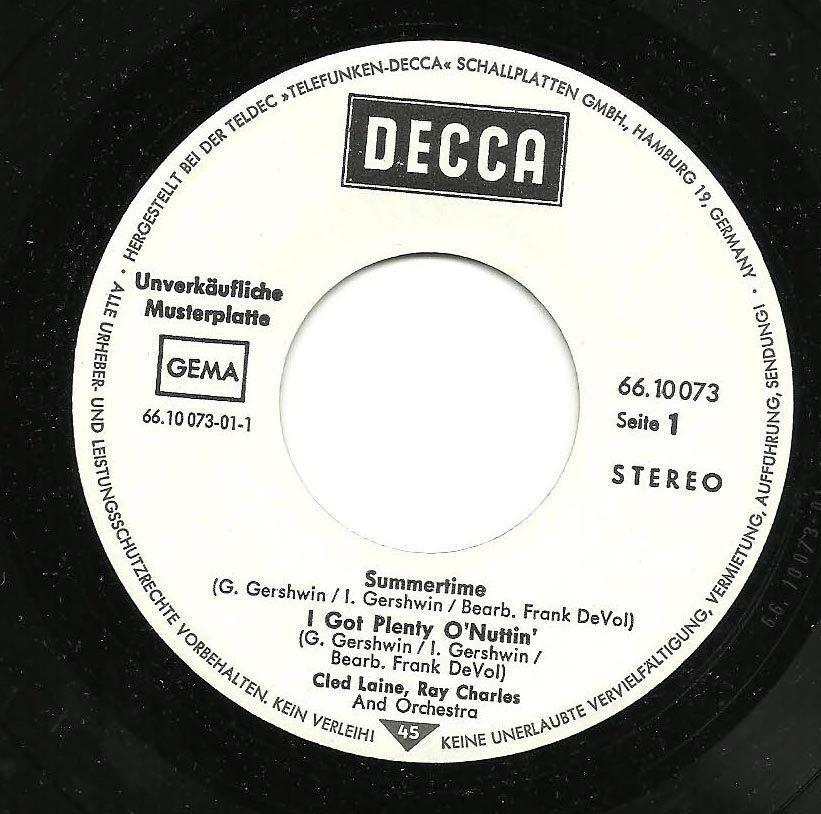 HERGESTELLT BEI DER TELDEC »TELEFUNKEN-DECCA« SCHALLPLATTEN GMBH., HAMBURG 19, GERMANY ·
DECCA
Unverkäufliche
Musterplatte
GEMA
66.10 073-01-1
66.10 073
Seite 1
STEREO
Summertime
(G. Gershwin / I. Gershwin / Bearb. Frank DeVol)
I Got Plenty O'Nuttin'
(G. Gershwin / I. Gershwin /
Bearb. Frank DeVol)
Cled Laine, Ray Charles
And Orchestra
45
· ALLE URHEBER- UND LEISTUNGSSCHUTZRECHTE VORBEHALTEN. KEIN VERLEIH! KEINE UNERLAUBTE VERVIELFÄLTIGUNG, VERMIETUNG, AUFFÜHRUNG, SENDUNG!